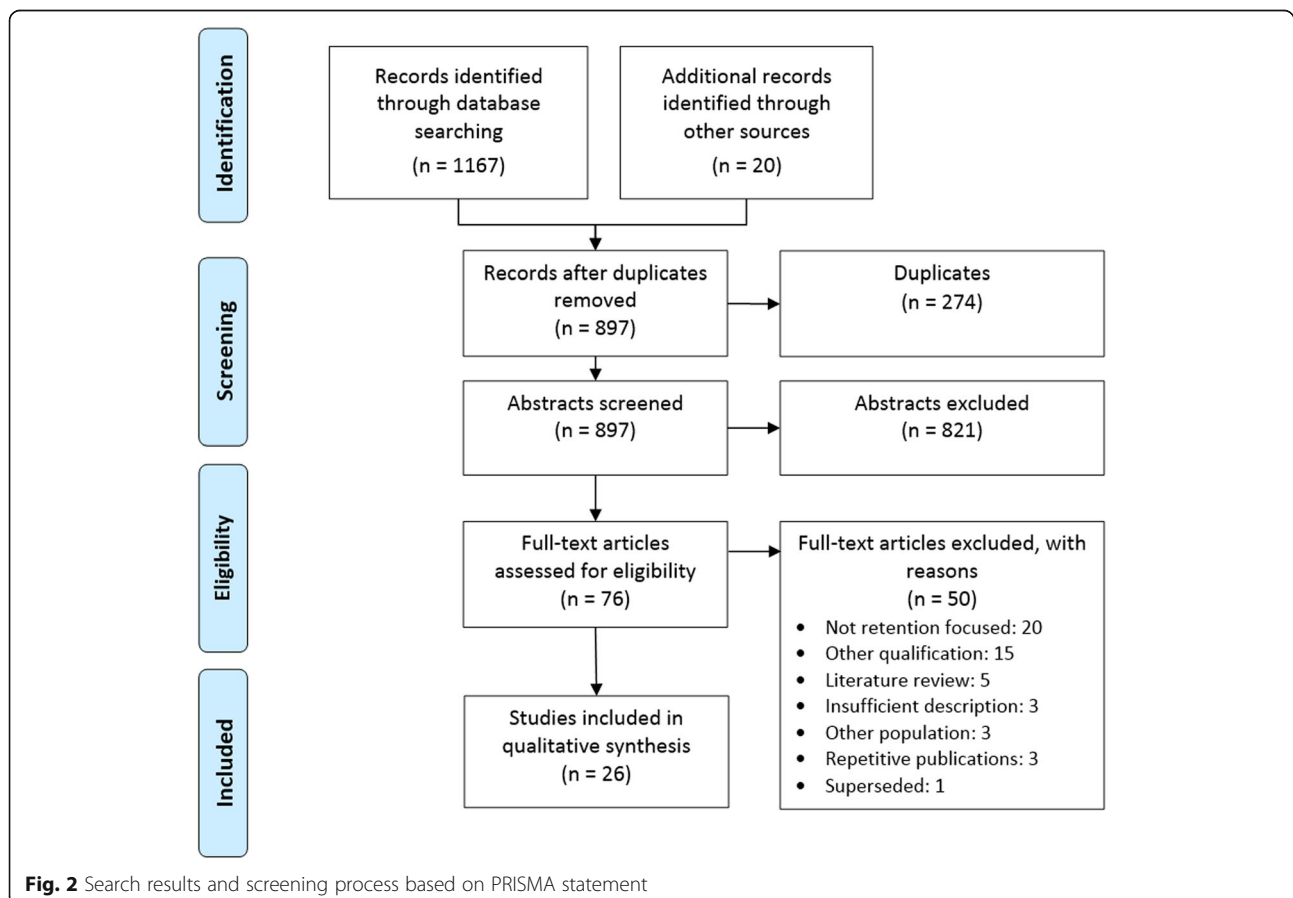 Identification
Records identified
through database
searching
(n = 1167)
Additional records
identified through
other sources
(n = 20)
Screening
Records after duplicates
removed
(n = 897)
Duplicates
(n = 274)
Abstracts screened
(n = 897)
Abstracts excluded
(n = 821)
Eligibility
Full-text articles
assessed for eligibility
(n = 76)
Full-text articles excluded, with
reasons
(n = 50)
• Not retention focused: 20
• Other qualification: 15
• Literature review: 5
• Insufficient description: 3
• Other population: 3
• Repetitive publications: 3
• Superseded: 1
Included
Studies included in
qualitative synthesis
(n = 26)
Fig. 2 Search results and screening process based on PRISMA statement